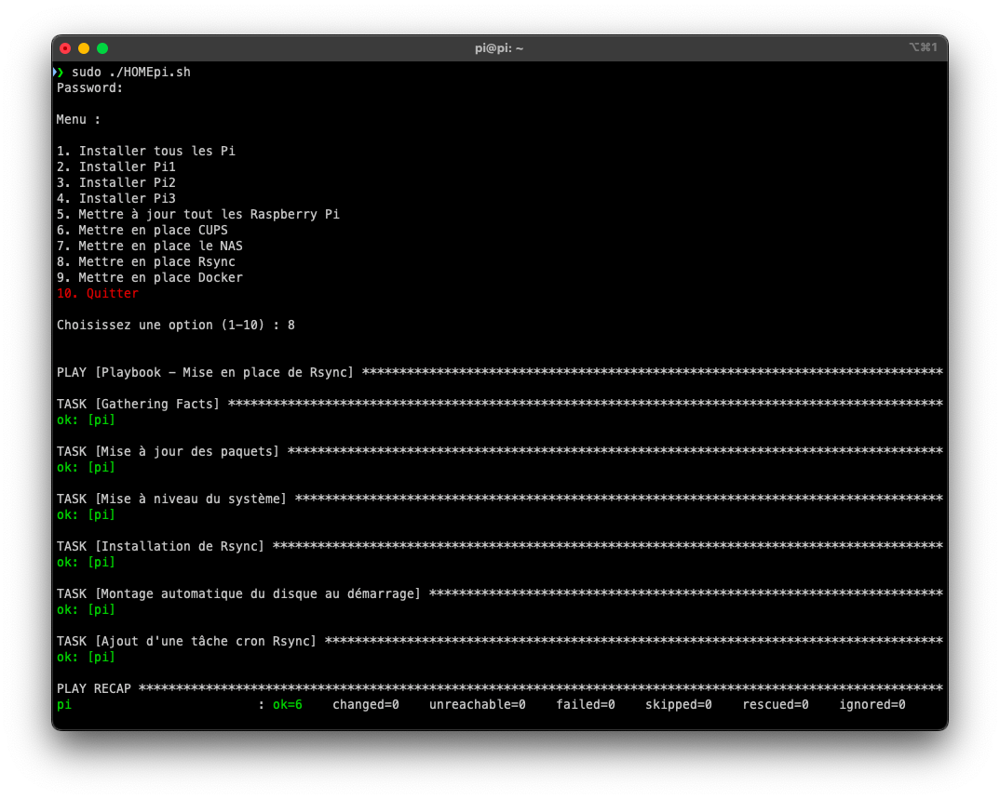 pi@pi: ~
⌥⌘1
❯ sudo ./HOMEpi.sh
Password:
Menu :
1. Installer tous les Pi
2. Installer Pi1
3. Installer Pi2
4. Installer Pi3
5. Mettre à jour tout les Raspberry Pi
6. Mettre en place CUPS
7. Mettre en place le NAS
8. Mettre en place Rsync
9. Mettre en place Docker
10. Quitter
Choisissez une option (1-10) : 8
PLAY [Playbook - Mise en place de Rsync] ******************************************************************************
TASK [Gathering Facts] ************************************************************************************************
ok: [pi]
TASK [Mise à jour des paquets] ****************************************************************************************
ok: [pi]
TASK [Mise à niveau du système] ***************************************************************************************
ok: [pi]
TASK [Installation de Rsync] ******************************************************************************************
ok: [pi]
TASK [Montage automatique du disque au démarrage] *********************************************************************
ok: [pi]
TASK [Ajout d'une tâche cron Rsync] ***********************************************************************************
ok: [pi]
PLAY RECAP ************************************************************************************************************
pi                         : ok=6    changed=0    unreachable=0    failed=0    skipped=0    rescued=0    ignored=0